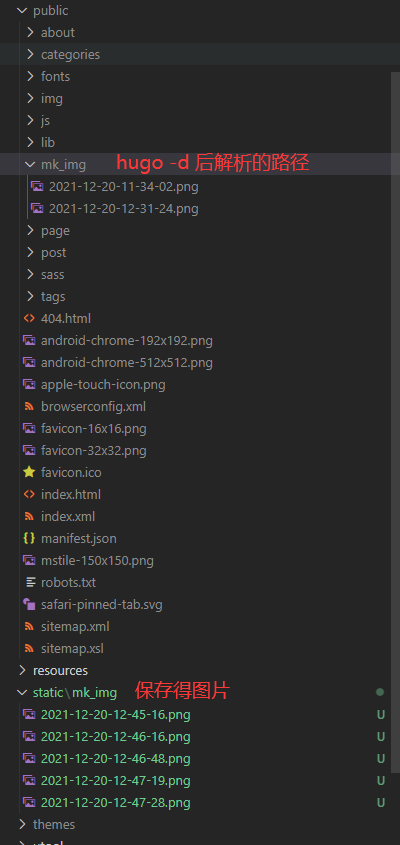 public
about
categories
fonts
img
js
lib
mk_img hugo -d 后解析的路径
2021-12-20-11-34-02.png
2021-12-20-12-31-24.png
page
post
sass
tags
404.html
android-chrome-192x192.png
android-chrome-512x512.png
apple-touch-icon.png
browserconfig.xml
favicon-16x16.png
favicon-32x32.png
favicon.ico
index.html
index.xml
manifest.json
mstile-150x150.png
robots.txt
safari-pinned-tab.svg
sitemap.xml
sitemap.xsl
resources
static\mk_img 保存得图片
2021-12-20-12-45-16.png U
2021-12-20-12-46-16.png U
2021-12-20-12-46-48.png U
2021-12-20-12-47-19.png U
2021-12-20-12-47-28.png U
themes